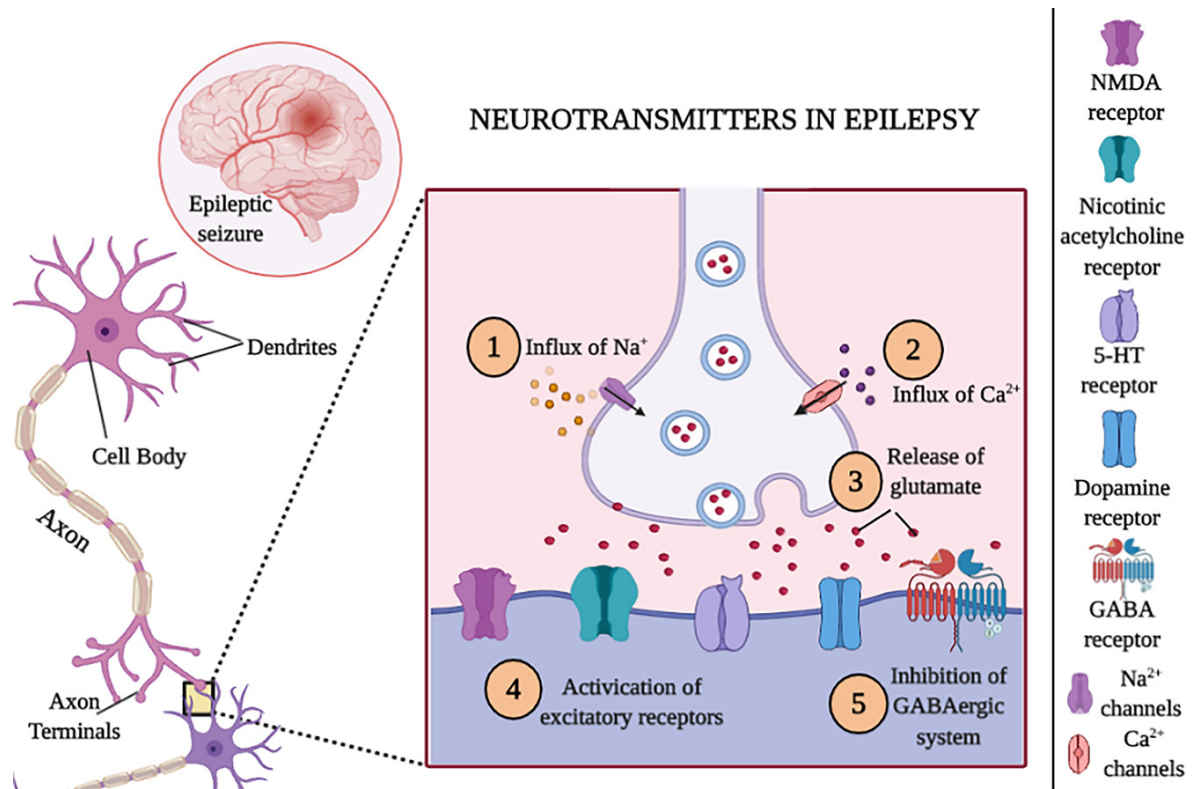 NEUROTRANSMITTERS IN EPILEPSY
Epileptic
seizure
Dendrites
Cell Body
Axon
Axon
Terminals
1
Influx of Na⁺
2
Influx of Ca²⁺
3
Release of
glutamate
4
Activication of
excitatory receptors
5
Inhibition of
GABAergic
system
NMDA
receptor
Nicotinic
acetylcholine
receptor
5-HT
receptor
Dopamine
receptor
GABA
receptor
Na²⁺
channels
Ca²⁺
channels